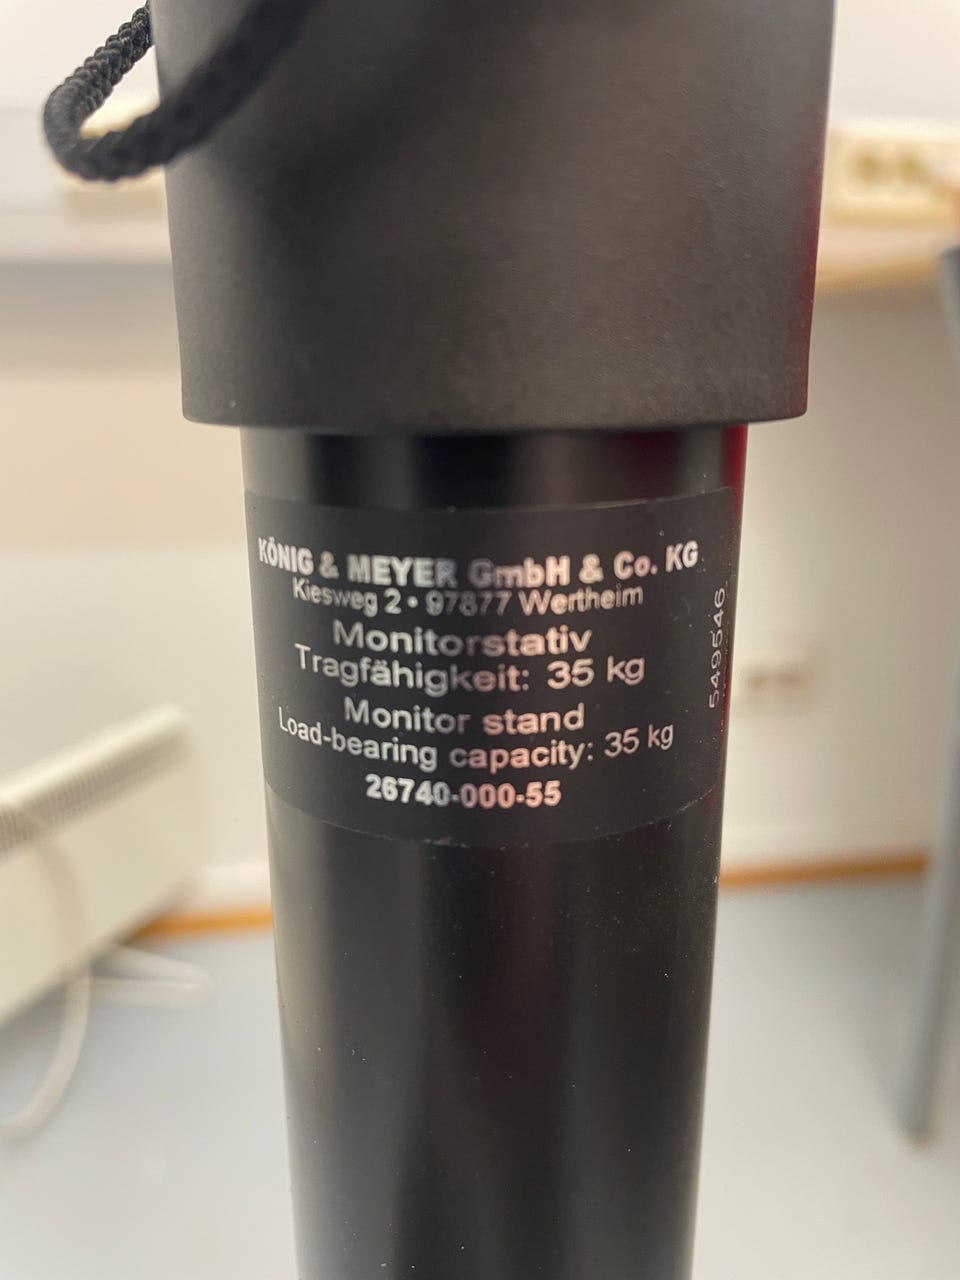 KÖNIG & MEYER GmbH & Co. KG
Kiesweg 2 • 97877 Wertheim
Monitorstativ
Tragfähigkeit: 35 kg
Monitor stand
Load-bearing capacity: 35 kg
26740-000-55
549546